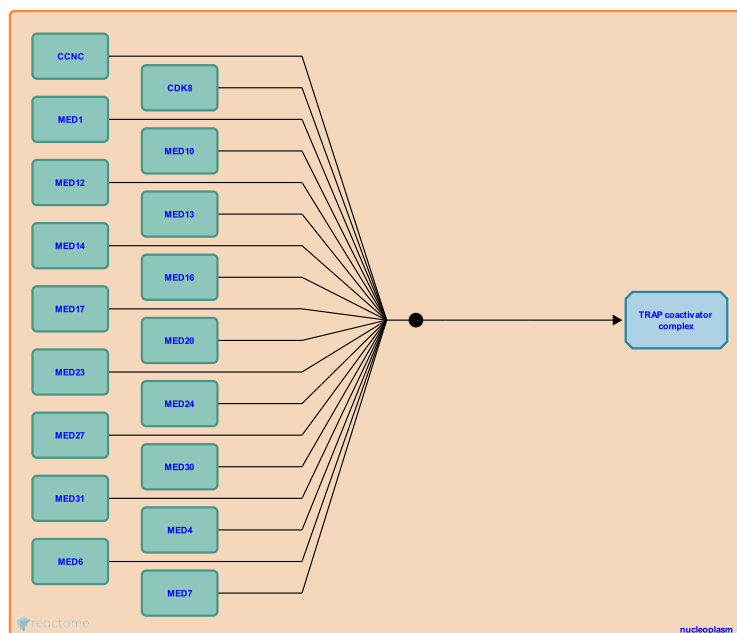 CCNC
CDK8
MED1
MED10
MED12
MED13
MED14
MED16
MED17
MED20
MED23
MED24
MED27
MED30
MED31
MED4
MED6
MED7
TRAP coactivator
complex
reactome
nucleoplasm